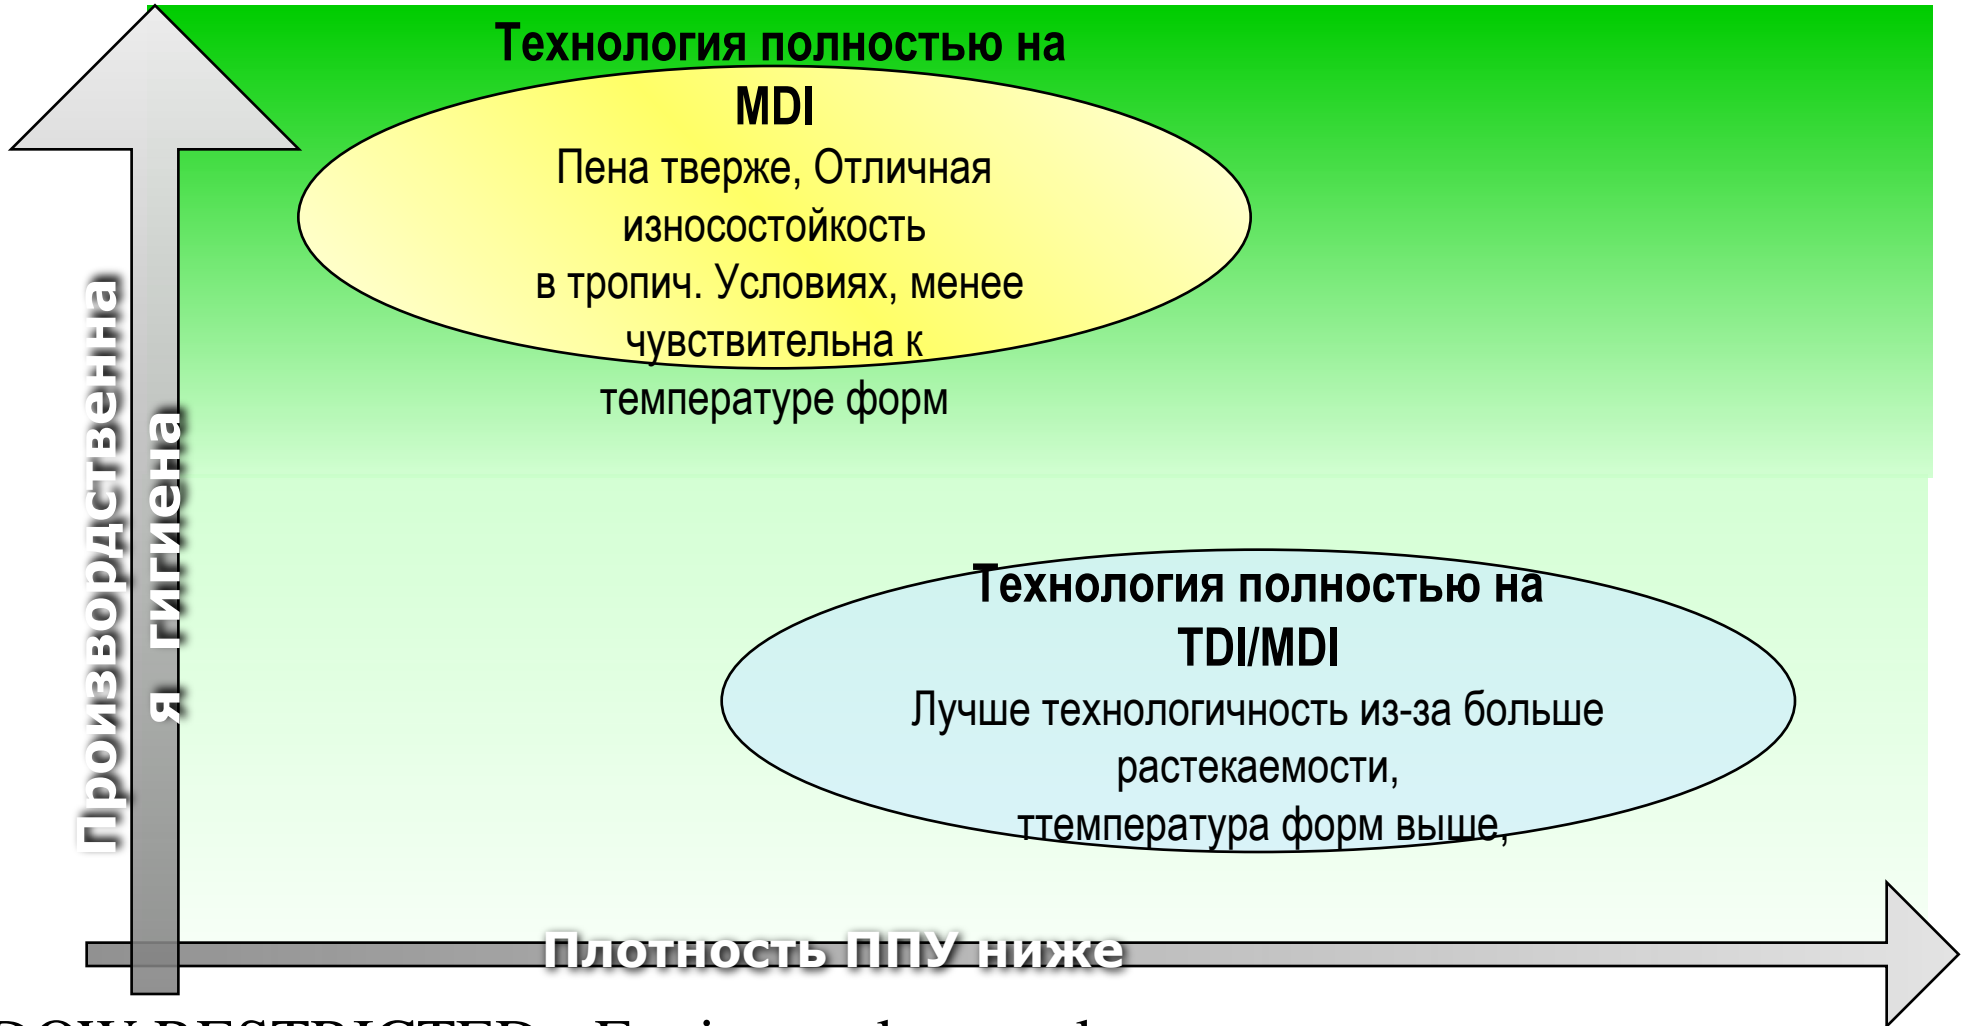 Технология полностью на
MDI
Пена тверже, Отличная
износостойкость
в тропич. Условиях, менее
чувствительна к
температуре форм
Произвордственна
я гигиена
Технология полностью на
TDI/MDI
Лучше технологичность из-за больше
растекаемости,
ттемпература форм выше,
Плотность ППУ ниже